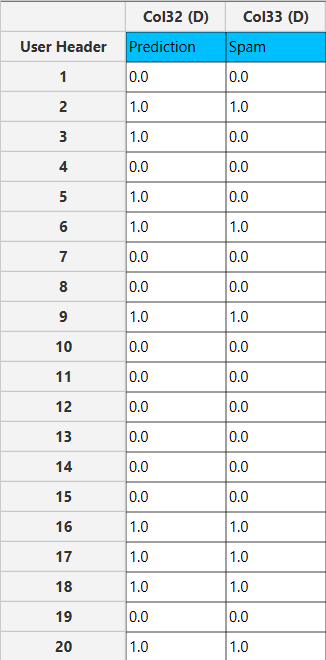 Col32 (D) Col33 (D)
User Header Prediction Spam
1 0.0 0.0
2 1.0 1.0
3 1.0 0.0
4 0.0 0.0
5 1.0 0.0
6 1.0 1.0
7 0.0 0.0
8 0.0 0.0
9 1.0 1.0
10 0.0 0.0
11 0.0 0.0
12 0.0 0.0
13 0.0 0.0
14 0.0 0.0
15 0.0 0.0
16 1.0 1.0
17 1.0 1.0
18 1.0 1.0
19 0.0 0.0
20 1.0 1.0